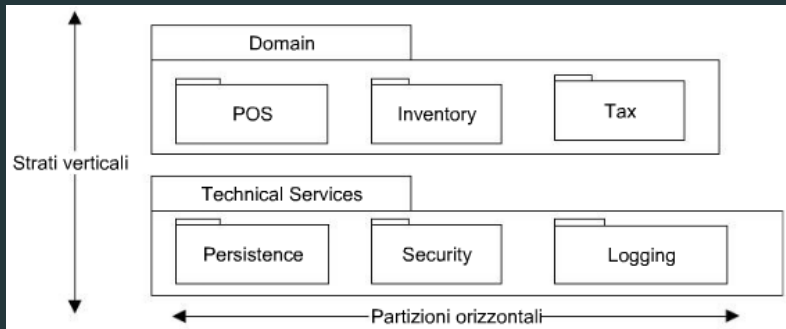 Domain
POS
Inventory
Tax
Strati verticali
Technical Services
Persistence
Security
Logging
Partizioni orizzontali